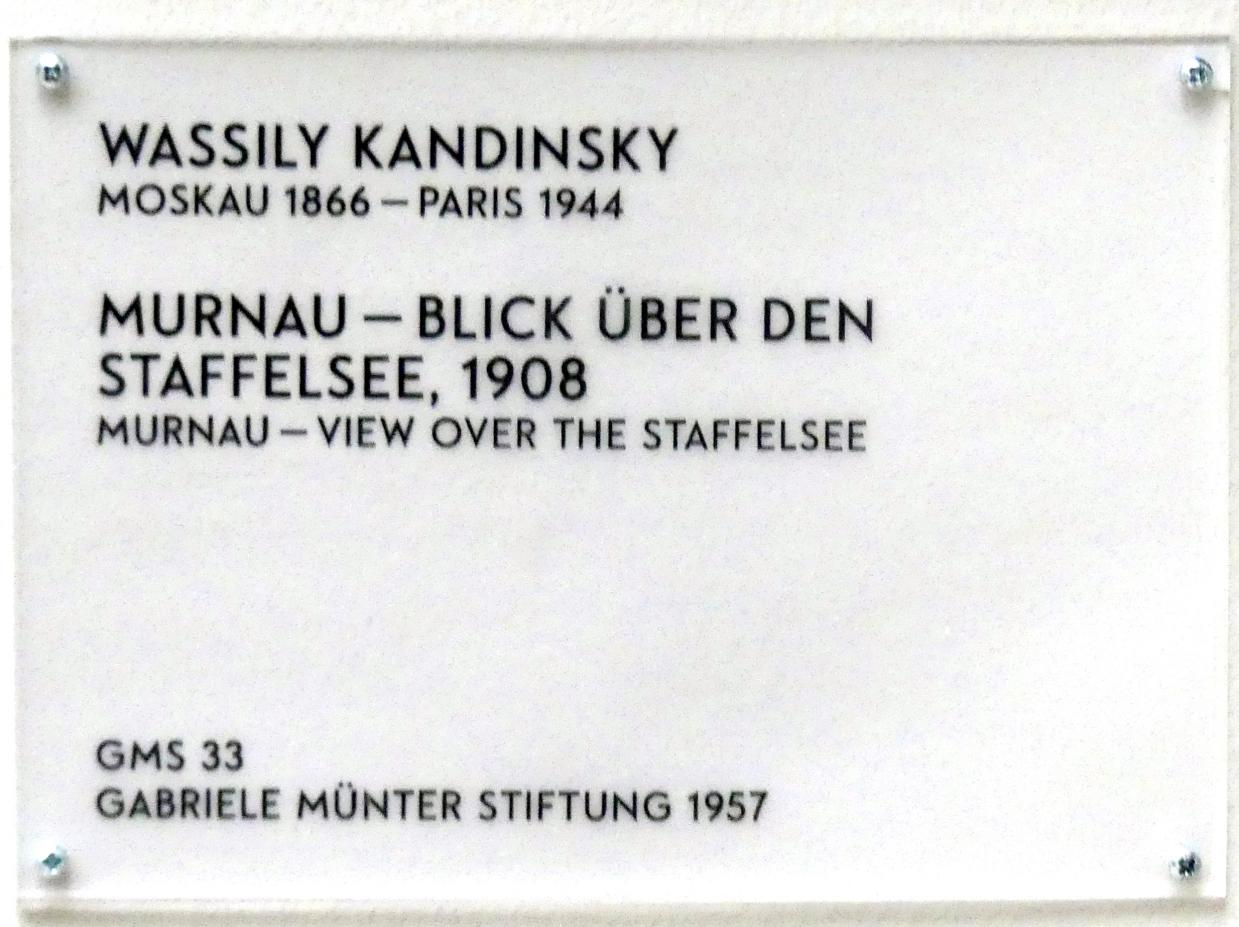 WASSILY KANDINSKY
MOSKAU 1866 – PARIS 1944
MURNAU – BLICK ÜBER DEN
STAFFELSEE, 1908
MURNAU – VIEW OVER THE STAFFELSEE
GMS 33
GABRIELE MÜNTER STIFTUNG 1957